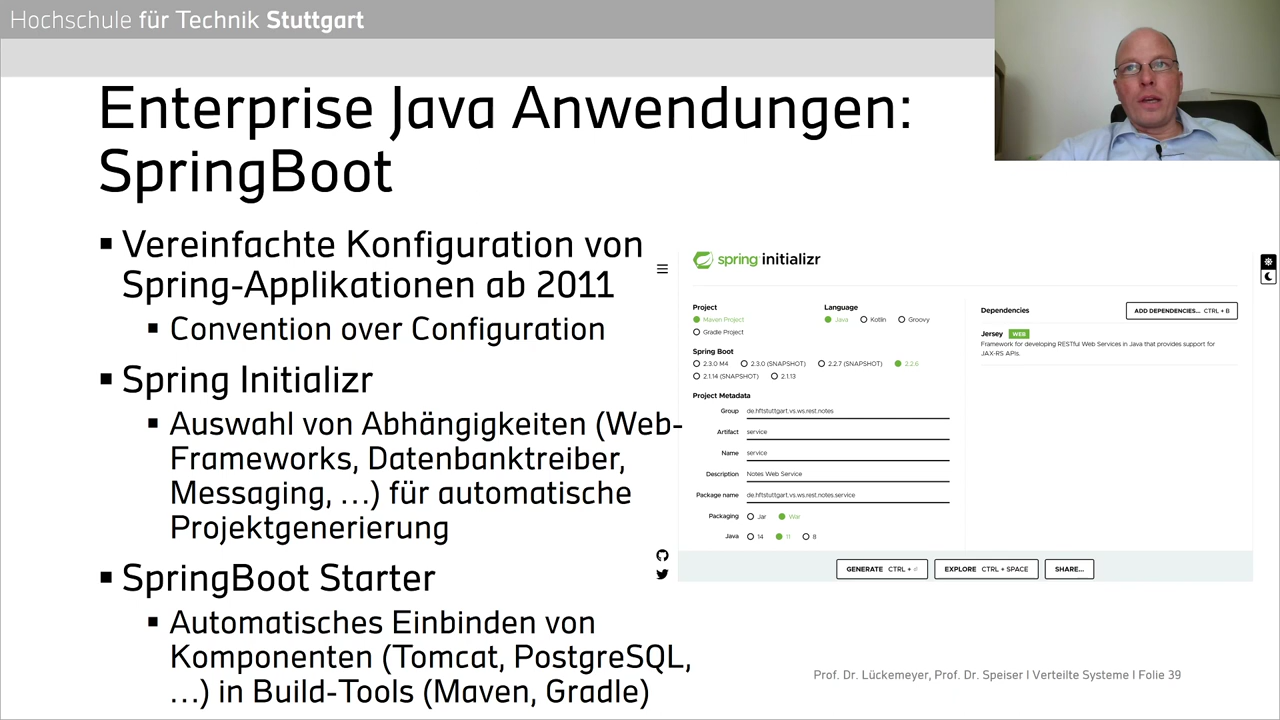 Hochschule für Technik Stuttgart
Enterprise Java Anwendungen:
SpringBoot
Vereinfachte Konfiguration von
Spring-Applikationen ab 2011
Convention over Configuration
Spring Initializr
Auswahl von Abhängigkeiten (Web-
Frameworks, Datenbanktreiber,
Messaging, …) für automatische
Projektgenerierung
SpringBoot Starter
Automatisches Einbinden von
Komponenten (Tomcat, PostgreSQL,
…) in Build-Tools (Maven, Gradle)
spring initializr
Project
Maven Project
Gradle Project
Language
Java Kotlin Groovy
Spring Boot
2.3.0 M4 2.3.0 (SNAPSHOT) 2.2.7 (SNAPSHOT) 2.2.6
2.1.14 (SNAPSHOT) 2.1.13
Project Metadata
Group de.hftstuttgart.vs.ws.rest.notes
Artifact service
Name service
Description Notes Web Service
Package name de.hftstuttgart.vs.ws.rest.notes.service
Packaging Jar War
Java 14 11 8
Dependencies
ADD DEPENDENCIES... CTRL + B
Jersey WEB
Framework for developing RESTful Web Services in Java that provides support for
JAX-RS APIs.
GENERATE CTRL + ⏎
EXPLORE CTRL + SPACE
SHARE...
Prof. Dr. Lückemeyer, Prof. Dr. Speiser I Verteilte Systeme I Folie 39